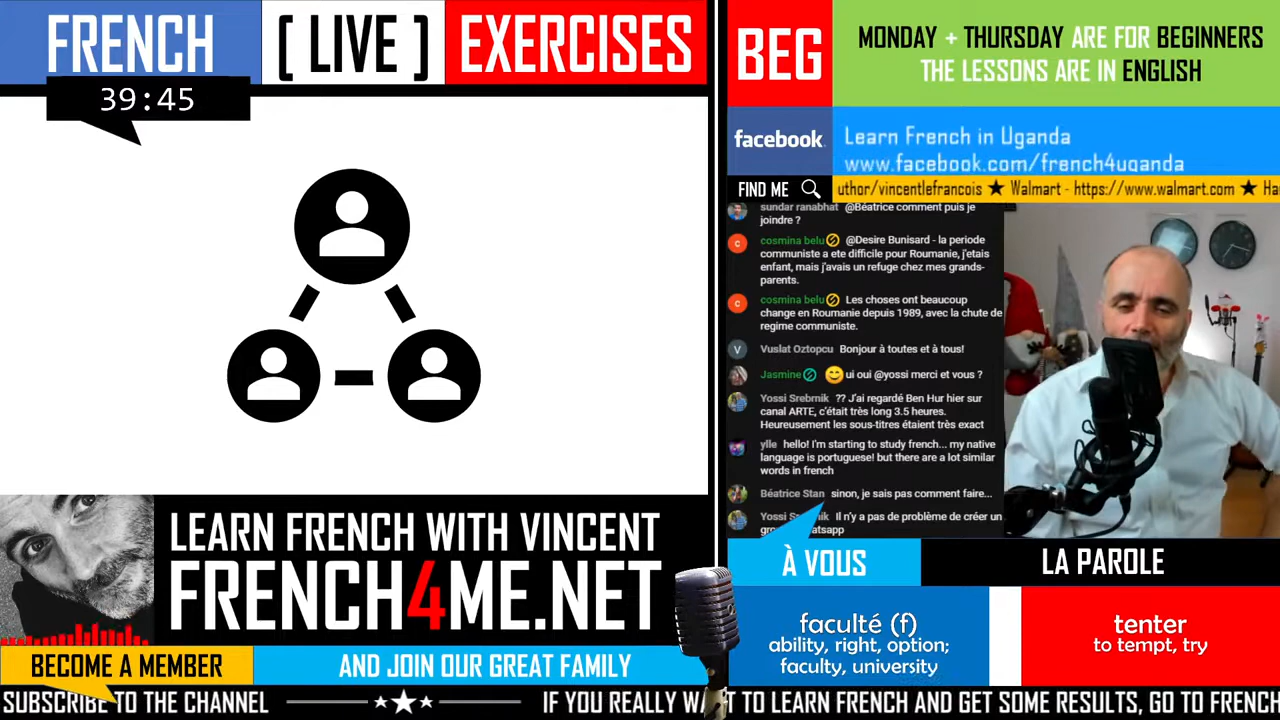 FRENCH
[ LIVE ]
EXERCISES
39:45
BEG
MONDAY + THURSDAY ARE FOR BEGINNERS
THE LESSONS ARE IN ENGLISH
facebook
Learn French in Uganda
www.facebook.com/french4uganda
FIND ME
uthor/vincentlefrancois ★ Walmart - https://www.walmart.com ★ Ha
sundar ranabhat @Béatrice comment puis je
joindre ?
C
cosmina belu @Desire Bunisard - la periode
communiste a ete difficile pour Roumanie, j'etais
enfant, mais j'avais un refuge chez mes grands-
parents.
C
cosmina belu Les choses ont beaucoup
change en Roumanie depuis 1989, avec la chute de
regime communiste.
V
Vuslat Oztopcu Bonjour à toutes et à tous!
Jasmine 😊 ui oui @yossi merci et vous ?
Yossi Srebrnik ?? J'ai regardé Ben Hur hier sur
canal ARTE, c'était très long 3.5 heures.
Heureusement les sous-titres étaient très exact
ylle hello! I'm starting to study french... my native
language is portuguese! but there are a lot similar
words in french
Béatrice Stan sinon, je sais pas comment faire...
Yossi Il n'y a pas de problème de créer un
À VOUS
LA PAROLE
LEARN FRENCH WITH VINCENT
FRENCH4ME.NET
faculté (f)
ability, right, option;
faculty, university
tenter
to tempt, try
BECOME A MEMBER
AND JOIN OUR GREAT FAMILY
SUBSCRIBE TO THE CHANNEL ★ IF YOU REALLY WANT TO LEARN FRENCH AND GET SOME RESULTS, GO TO FRENCH